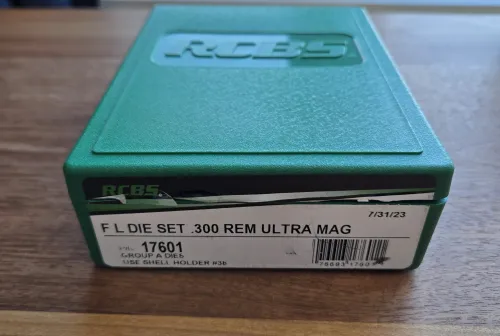 RCBS
RCBS
7/31/23
F L DIE SET .300 REM ULTRA MAG
17601
GROUP A DIES
USE SHELL HOLDER #38